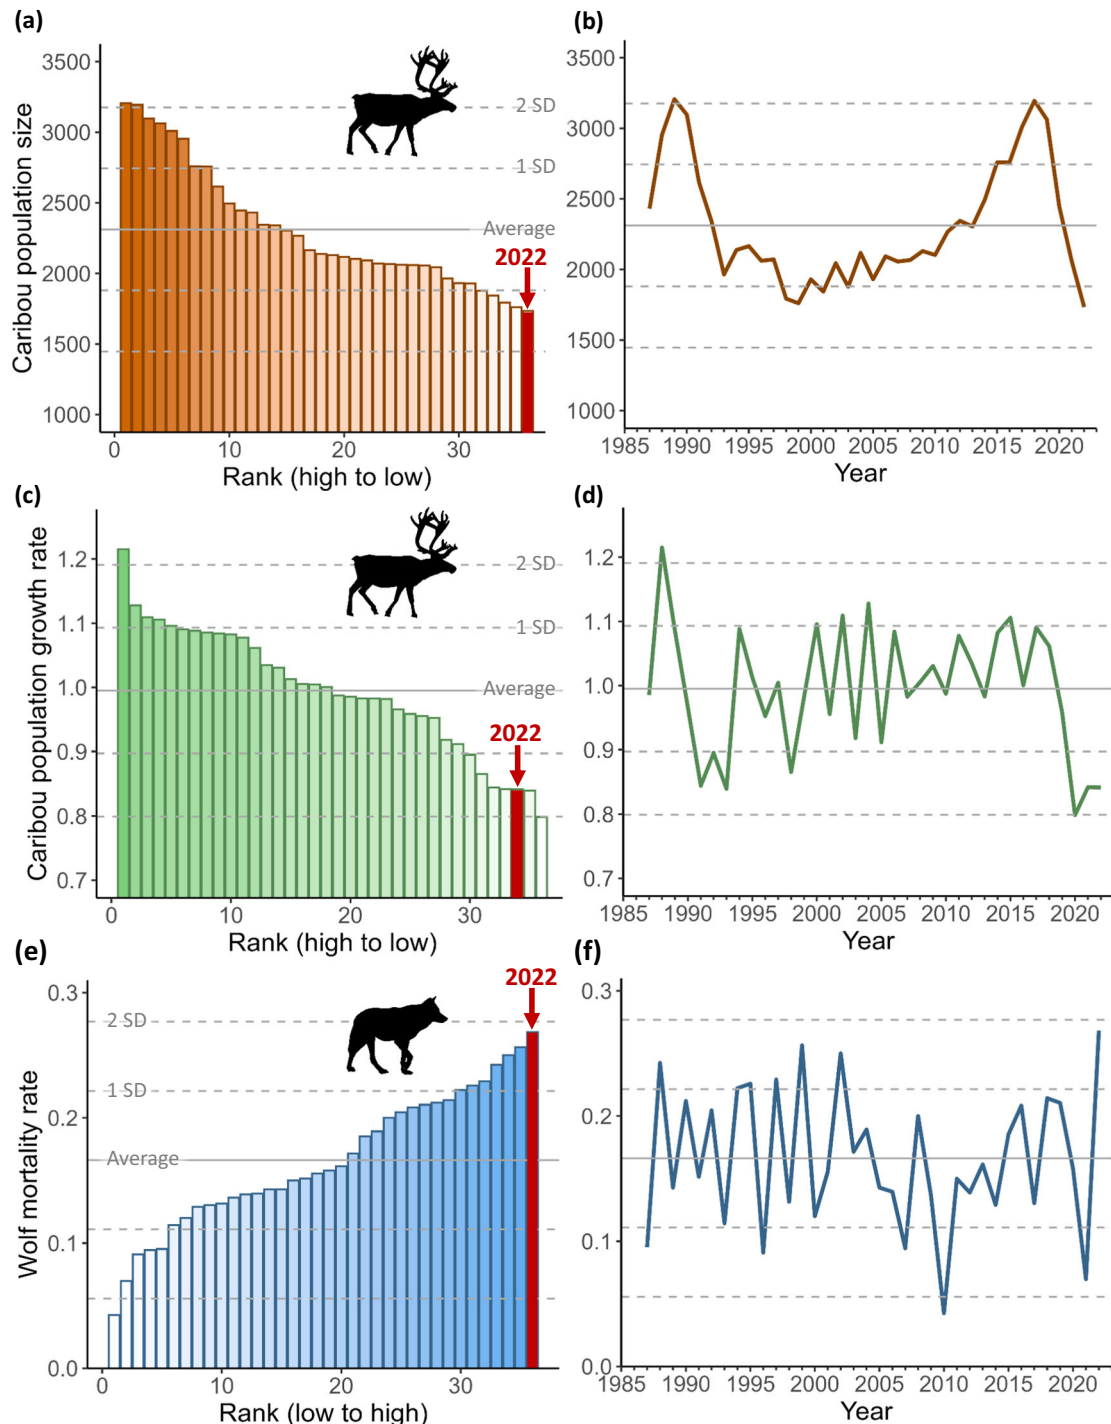 (a)
Caribou population size
3500
3000
2500
2000
1500
1000
2 SD
1 SD
Average
2022
0 10 20 30
Rank (high to low)
(b)
3500
3000
2500
2000
1500
1000
1985 1990 1995 2000 2005 2010 2015 2020
Year
(c)
Caribou population growth rate
1.2
1.1
1.0
0.9
0.8
0.7
2 SD
1 SD
Average
2022
0 10 20 30
Rank (high to low)
(d)
1.2
1.1
1.0
0.9
0.8
0.7
1985 1990 1995 2000 2005 2010 2015 2020
Year
(e)
Wolf mortality rate
0.3
0.2
0.1
0.0
2022
2 SD
1 SD
Average
0 10 20 30
Rank (low to high)
(f)
0.3
0.2
0.1
0.0
1985 1990 1995 2000 2005 2010 2015 2020
Year